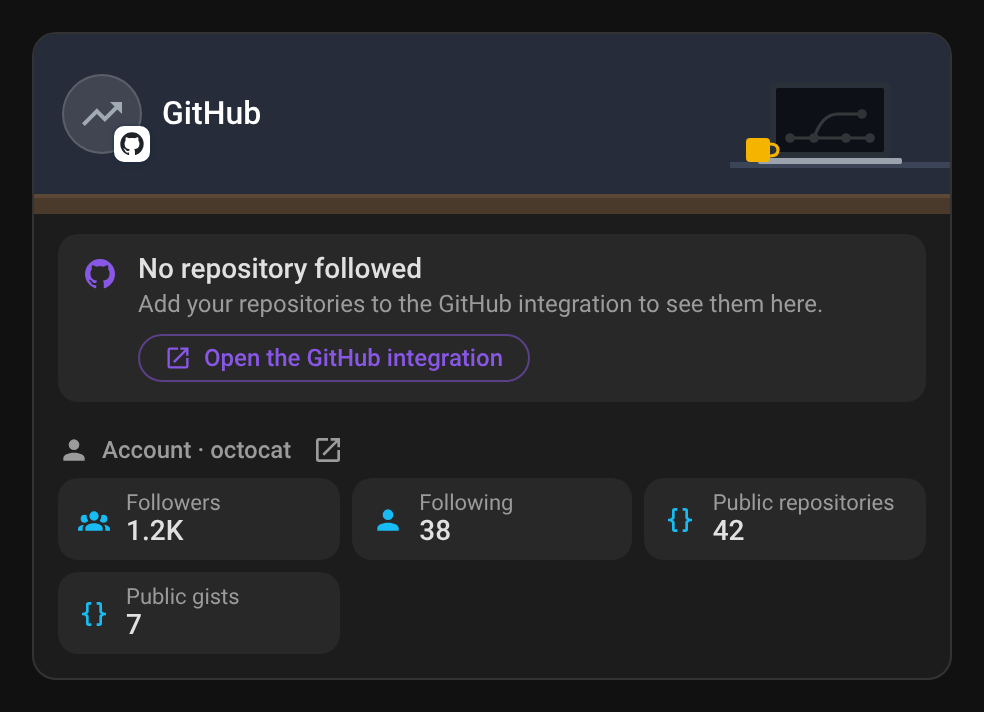 GitHub
No repository followed
Add your repositories to the GitHub integration to see them here.
Open the GitHub integration
Account · octocat
Followers
1.2K
Following
38
Public repositories
42
Public gists
7